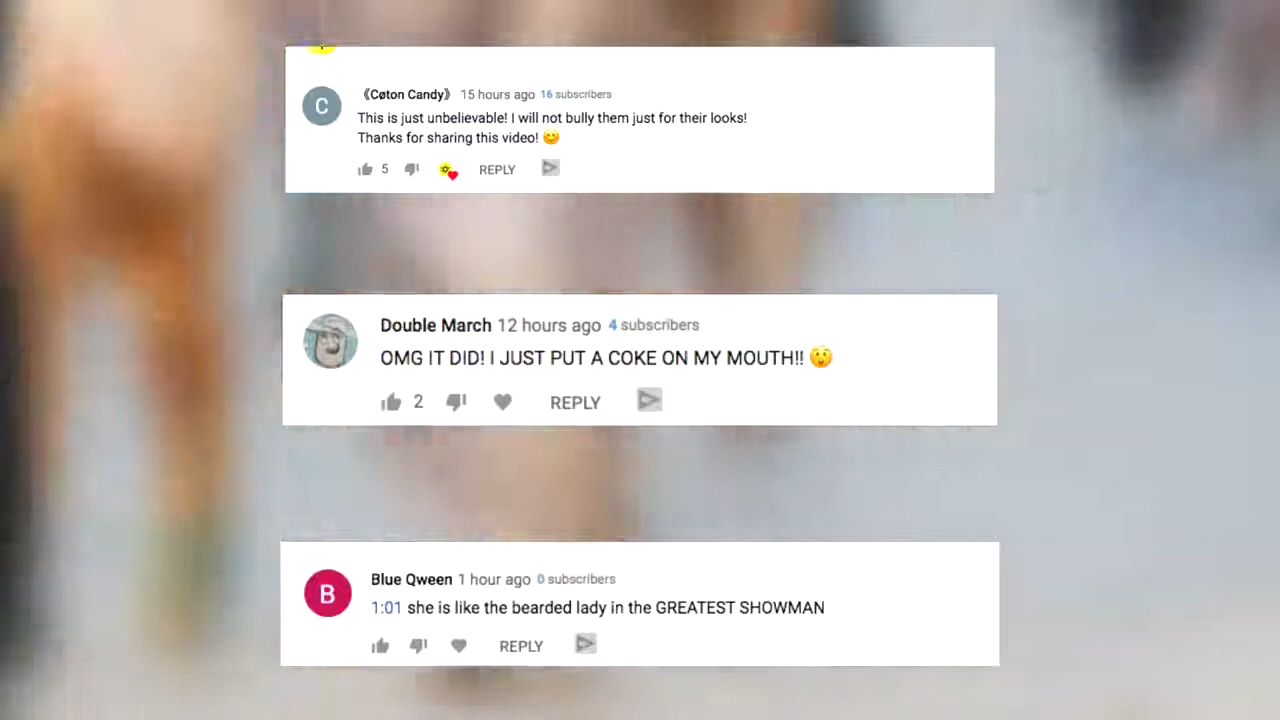 C
《Cøton Candy》 15 hours ago 16 subscribers
This is just unbelievable! I will not bully them just for their looks!
Thanks for sharing this video! 😊
5 REPLY
Double March 12 hours ago 4 subscribers
OMG IT DID! I JUST PUT A COKE ON MY MOUTH!! 😲
2 REPLY
B
Blue Qween 1 hour ago 0 subscribers
1:01 she is like the bearded lady in the GREATEST SHOWMAN
REPLY